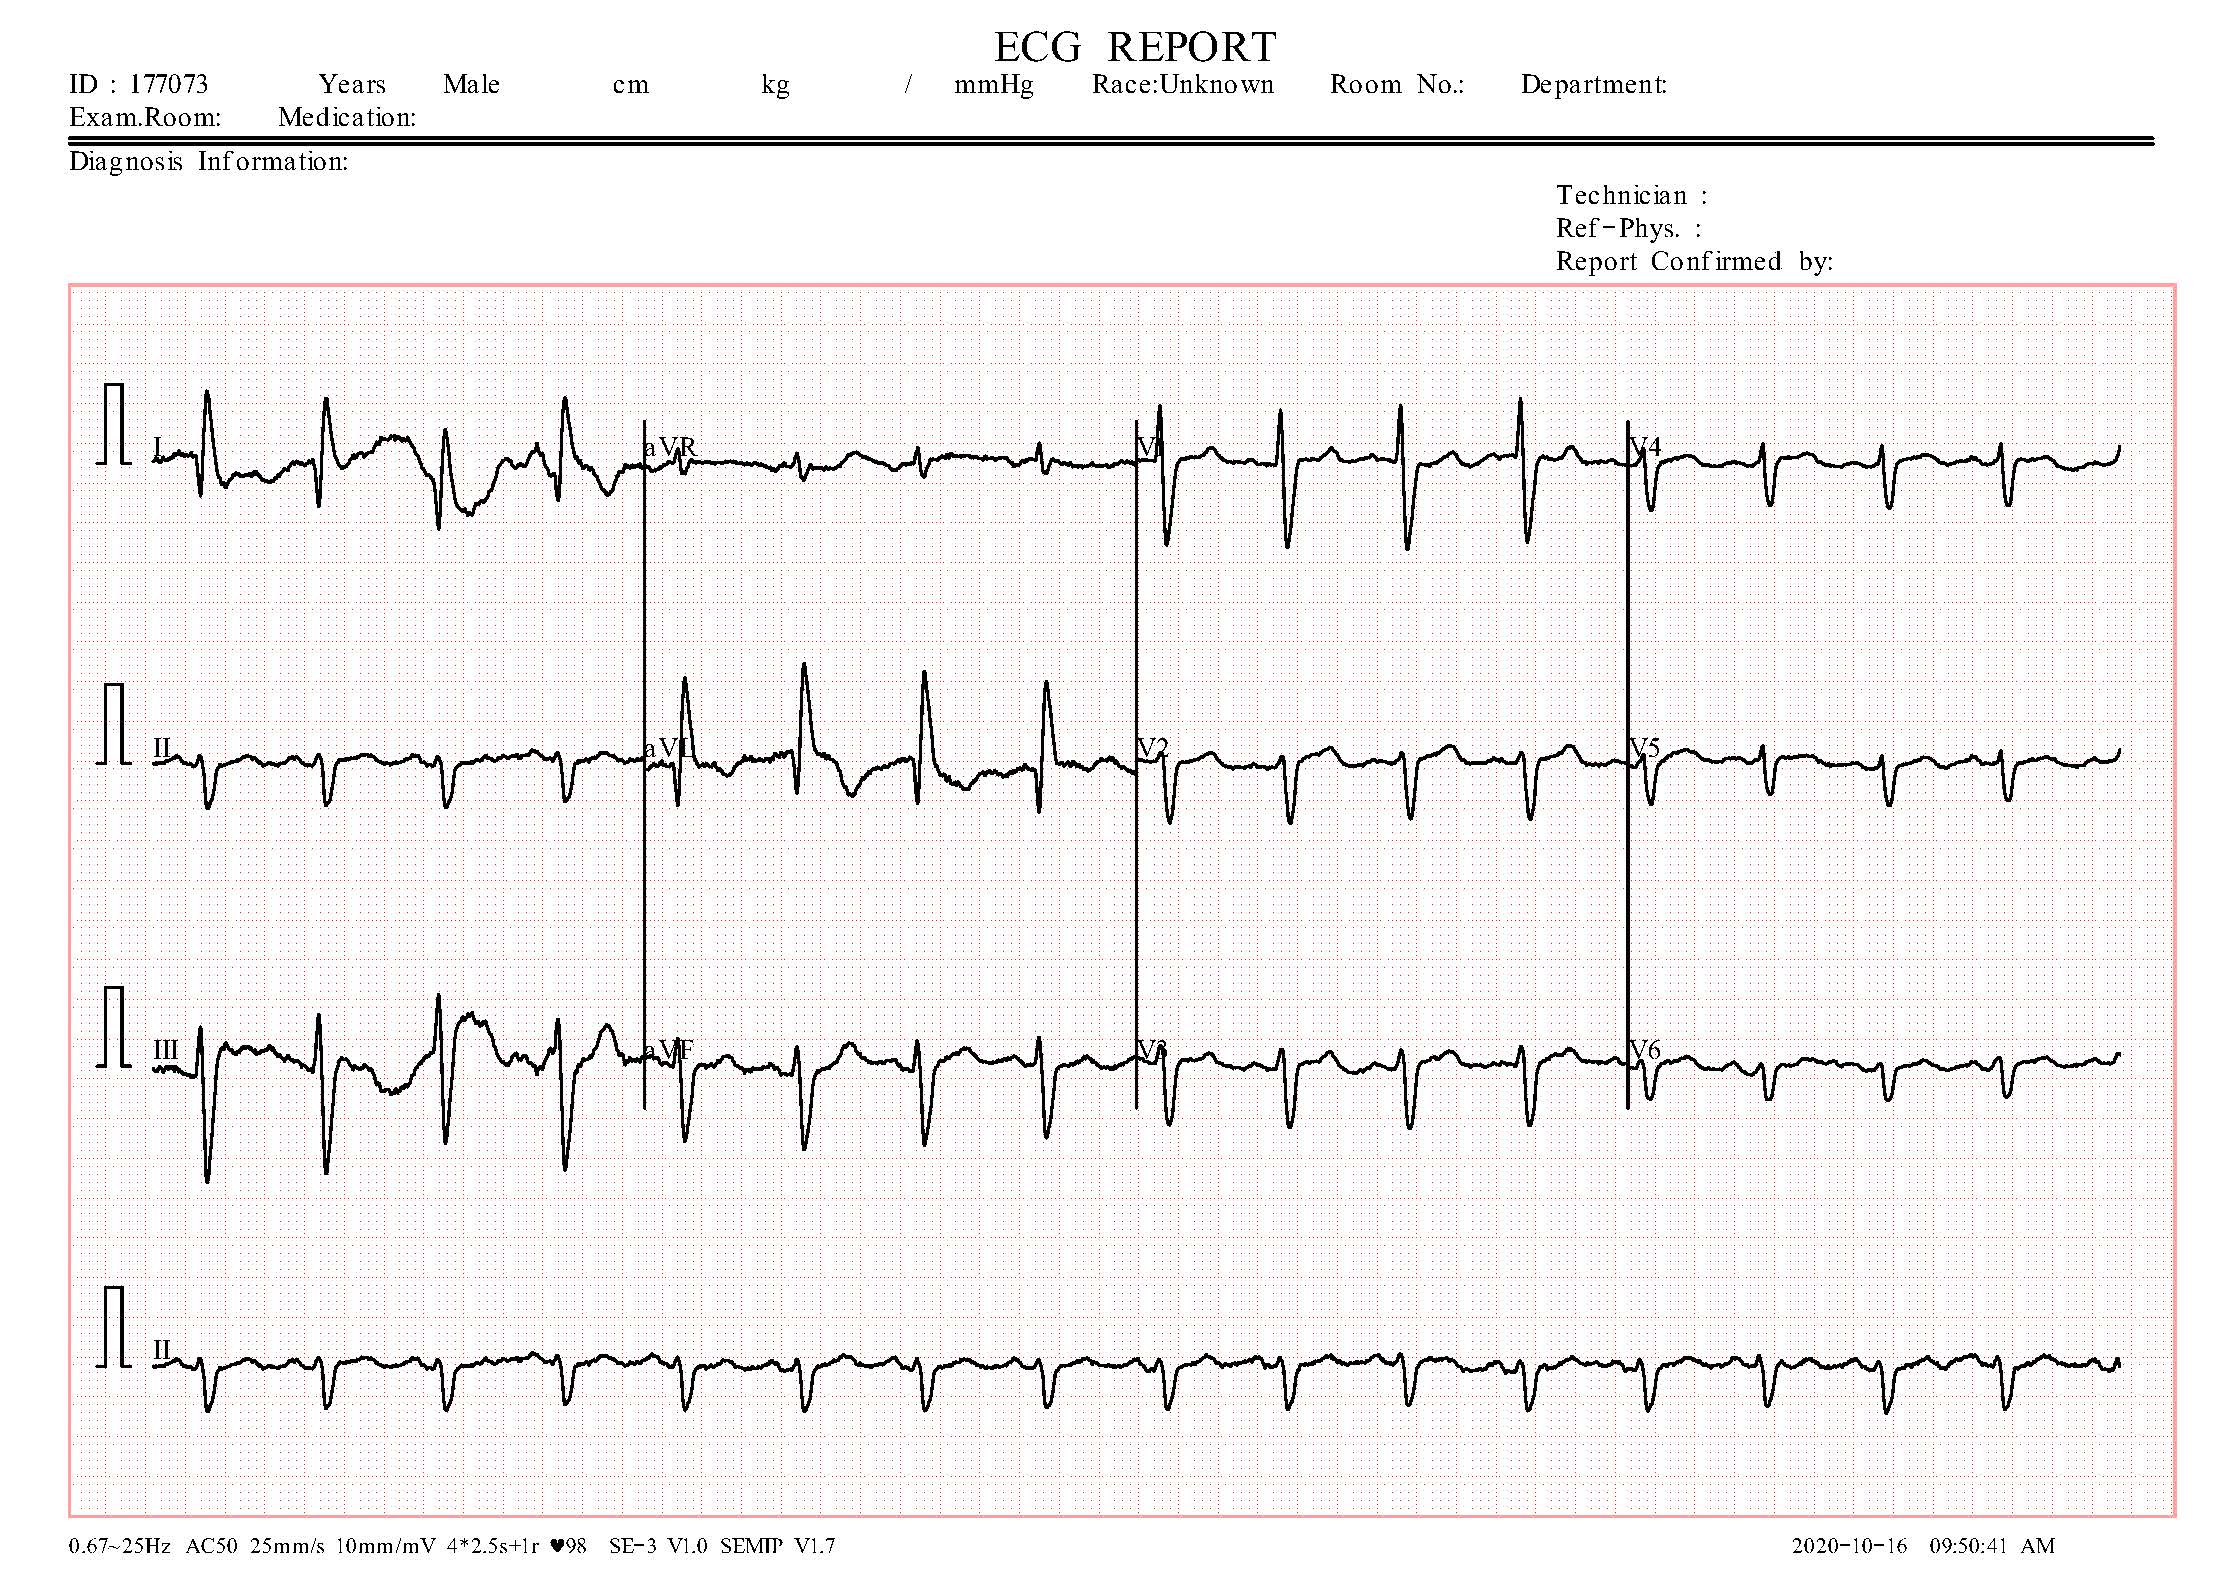 ECG REPORT
ID : 177073 Years Male cm kg / mmHg Race:Unknown Room No.: Department:
Exam.Room: Medication:
Diagnosis Information:
Technician :
Ref-Phys. :
Report Confirmed by:
I aVR V4
II V2 V5
III aVF V3 V6
II
0.67~25Hz AC50 25mm/s 10mm/mV 4*2.5s+1r ♥98 SE-3 V1.0 SEMIP V1.7 2020-10-16 09:50:41 AM